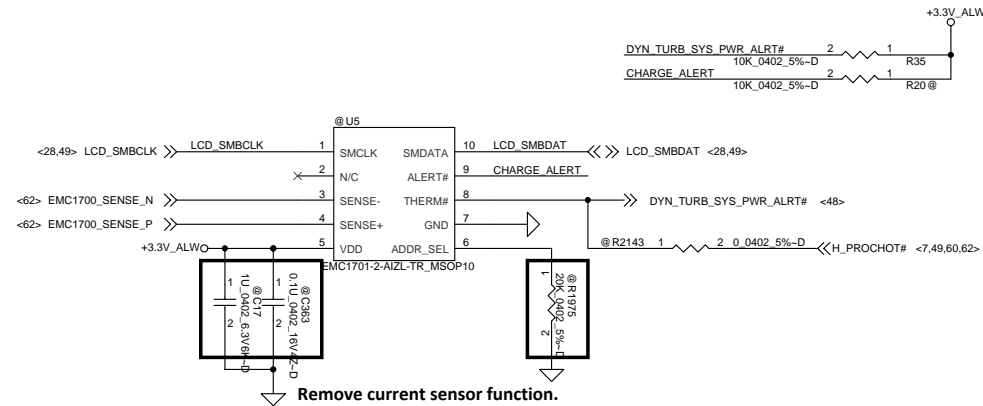 +3.3V_ALW
DYN_TURB_SYS_PWR_ALRT# 2 1
10K_0402_5%~D R35
CHARGE_ALERT 2 1
10K_0402_5%~D R20@
@U5
<28,49> LCD_SMBCLK LCD_SMBCLK 1 SMCLK SMDATA 10 LCD_SMBDAT LCD_SMBDAT <28,49>
2 N/C ALERT# 9 CHARGE_ALERT
<62> EMC1700_SENSE_N 3 SENSE- THERM# 8 DYN_TURB_SYS_PWR_ALRT# <48>
<62> EMC1700_SENSE_P 4 SENSE+ GND 7
+3.3V_ALW 5 VDD ADDR_SEL 6 @R2143 1 2 0_0402_5%~D H_PROCHOT# <7,49,60,62>
EMC1701-2-AIZL-TR_MSOP10
1 2
@C17
1U_0402_6.3V6K~D
1 2
@C363
0.1U_0402_16V4Z~D
1 2
@R1975
20K_0402_5%~D
Remove current sensor function.